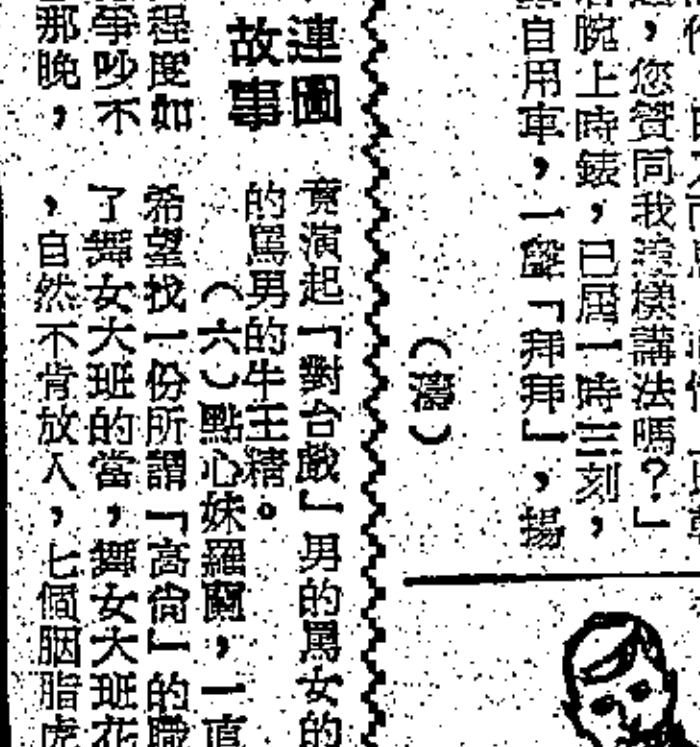 您贊同我這樣講法嗎？」
腕上時錶，已屆一時三刻，
自用車，一聲「拜拜」，揚
（濤）
連圖
故事
竟演起「對台戲」男的罵女的
的罵男的牛王糟。
（六）點心妹羅蘭，一直
希望找一份所謂「高尚」的職
了舞女大班的當，舞女大班花
，自然不肯放人，七個胭脂虎
程度如
爭吵不
那晚，